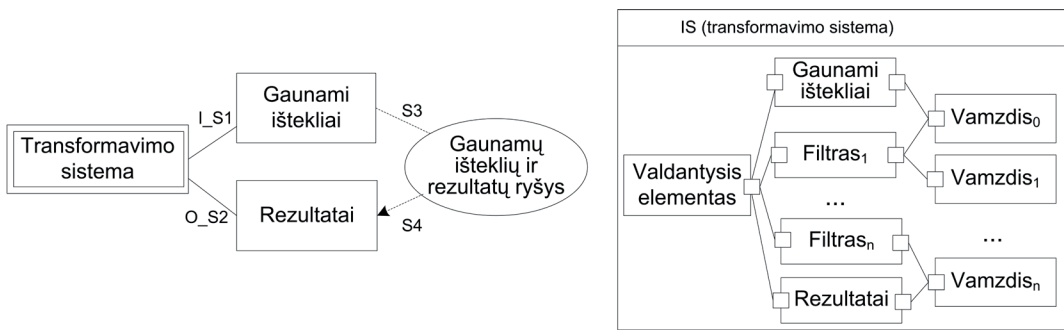 Transformavimo
sistema
I_S1
O_S2
Gaunami
ištekliai
Rezultatai
S3
S4
Gaunamų
išteklių ir
rezultatų ryšys
IS (transformavimo sistema)
Valdantysis
elementas
Gaunami
ištekliai
Filtras₁
...
Filtrasₙ
Rezultatai
Vamzdis₀
Vamzdis₁
...
Vamzdisₙ